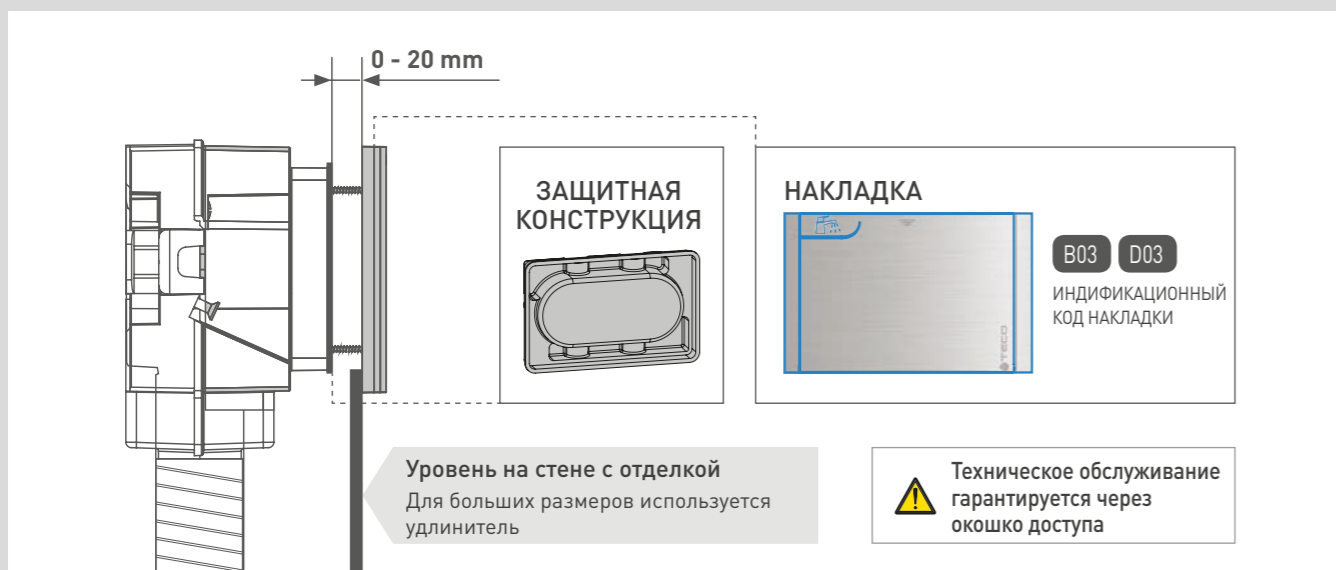 0 - 20 mm
ЗАЩИТНАЯ
КОНСТРУКЦИЯ
НАКЛАДКА
TECO
B03 D03
ИНДИФИКАЦИОННЫЙ
КОД НАКЛАДКИ
Уровень на стене с отделкой
Для больших размеров используется
удлинитель
Техническое обслуживание
гарантируется через
окошко доступа